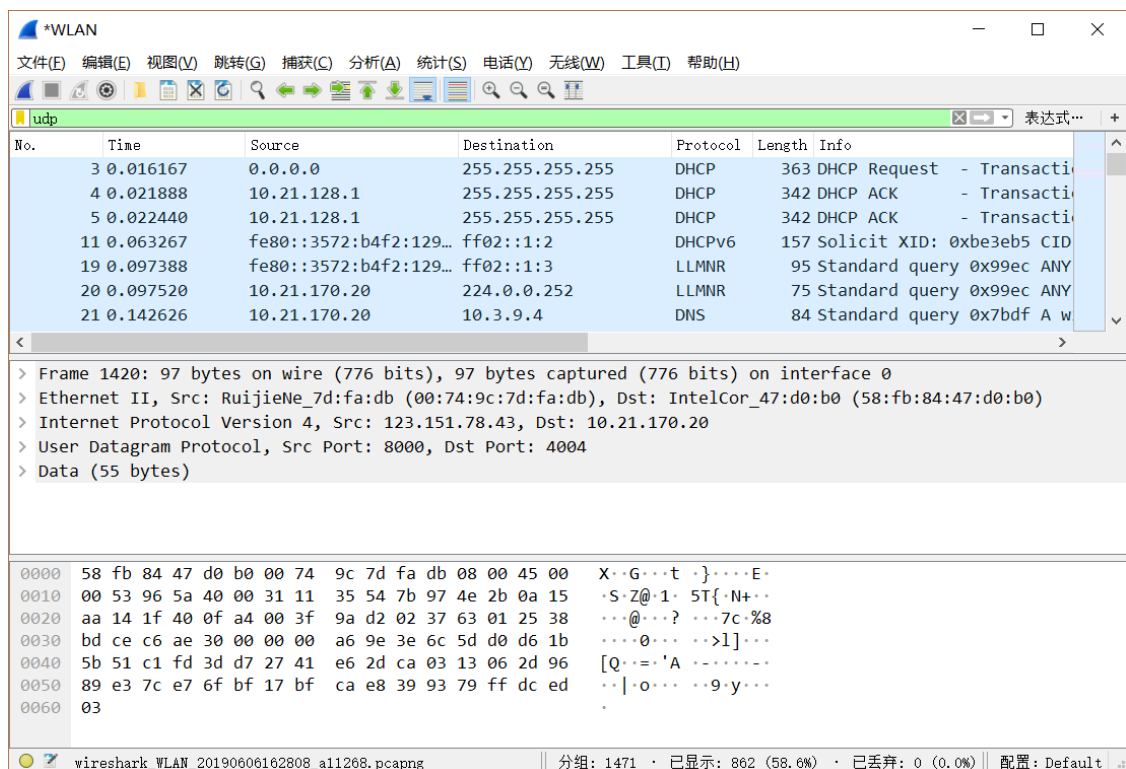 *WLAN
文件(F) 编辑(E) 视图(V) 跳转(G) 捕获(C) 分析(A) 统计(S) 电话(Y) 无线(W) 工具(T) 帮助(H)
udp 表达式… +
No. Time Source Destination Protocol Length Info
3 0.016167 0.0.0.0 255.255.255.255 DHCP 363 DHCP Request - Transacti
4 0.021888 10.21.128.1 255.255.255.255 DHCP 342 DHCP ACK - Transacti
5 0.022440 10.21.128.1 255.255.255.255 DHCP 342 DHCP ACK - Transacti
11 0.063267 fe80::3572:b4f2:129… ff02::1:2 DHCPv6 157 Solicit XID: 0xbe3eb5 CID
19 0.097388 fe80::3572:b4f2:129… ff02::1:3 LLMNR 95 Standard query 0x99ec ANY
20 0.097520 10.21.170.20 224.0.0.252 LLMNR 75 Standard query 0x99ec ANY
21 0.142626 10.21.170.20 10.3.9.4 DNS 84 Standard query 0x7bdf A w
> Frame 1420: 97 bytes on wire (776 bits), 97 bytes captured (776 bits) on interface 0
> Ethernet II, Src: RuijieNe_7d:fa:db (00:74:9c:7d:fa:db), Dst: IntelCor_47:d0:b0 (58:fb:84:47:d0:b0)
> Internet Protocol Version 4, Src: 123.151.78.43, Dst: 10.21.170.20
> User Datagram Protocol, Src Port: 8000, Dst Port: 4004
> Data (55 bytes)
0000 58 fb 84 47 d0 b0 00 74 9c 7d fa db 08 00 45 00 X··G···t ·}····E·
0010 00 53 96 5a 40 00 31 11 35 54 7b 97 4e 2b 0a 15 ·S·Z@·1· 5T{·N+··
0020 aa 14 1f 40 0f a4 00 3f 9a d2 02 37 63 01 25 38 ···@···? ···7c·%8
0030 bd ce c6 ae 30 00 00 00 a6 9e 3e 6c 5d d0 d6 1b ····0··· ··>l]···
0040 5b 51 c1 fd 3d d7 27 41 e6 2d ca 03 13 06 2d 96 [Q··=·'A ·-····-·
0050 89 e3 7c e7 6f bf 17 bf ca e8 39 93 79 ff dc ed ··|·o··· ··9·y···
0060 03 ·
wireshark_WLAN_20190606162808_a11268.pcapng 分组: 1471 · 已显示: 862 (58.6%) · 已丢弃: 0 (0.0%) 配置: Default